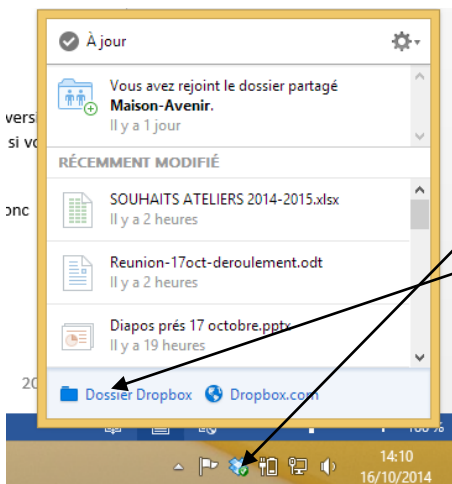 À jour
Vous avez rejoint le dossier partagé
Maison-Avenir.
Il y a 1 jour
RÉCEMMENT MODIFIÉ
SOUHAITS ATELIERS 2014-2015.xlsx
Il y a 2 heures
Reunion-17oct-deroulement.odt
Il y a 2 heures
Diapos prés 17 octobre.pptx
Il y a 19 heures
Dossier Dropbox Dropbox.com
14:10
16/10/2014